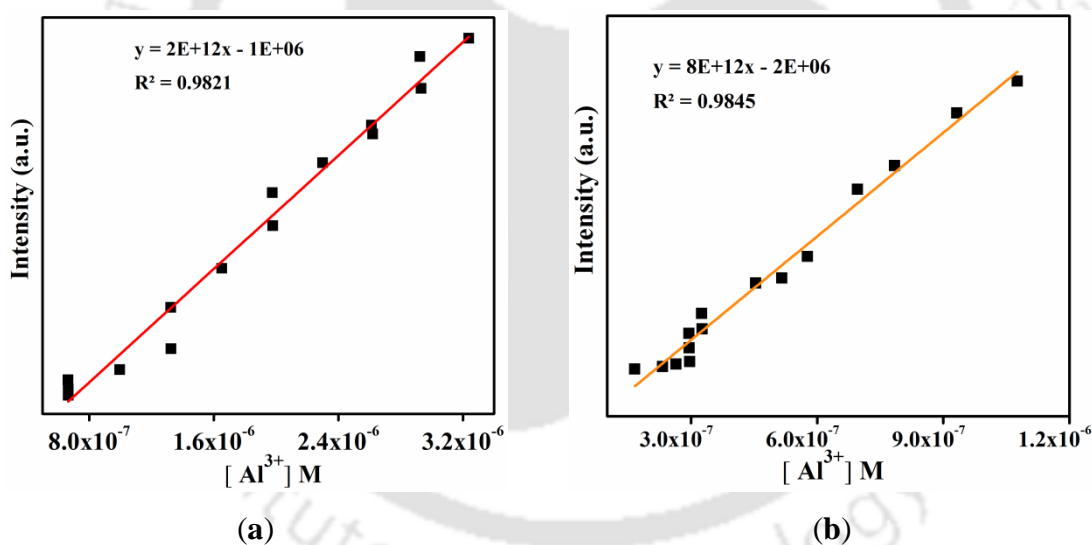 y = 2E+12x - 1E+06
R² = 0.9821
Intensity (a.u.)
8.0x10⁻⁷ 1.6x10⁻⁶ 2.4x10⁻⁶ 3.2x10⁻⁶
[ Al³⁺] M
(a)
y = 8E+12x - 2E+06
R² = 0.9845
Intensity (a.u.)
3.0x10⁻⁷ 6.0x10⁻⁷ 9.0x10⁻⁷ 1.2x10⁻⁶
[ Al³⁺] M
(b)